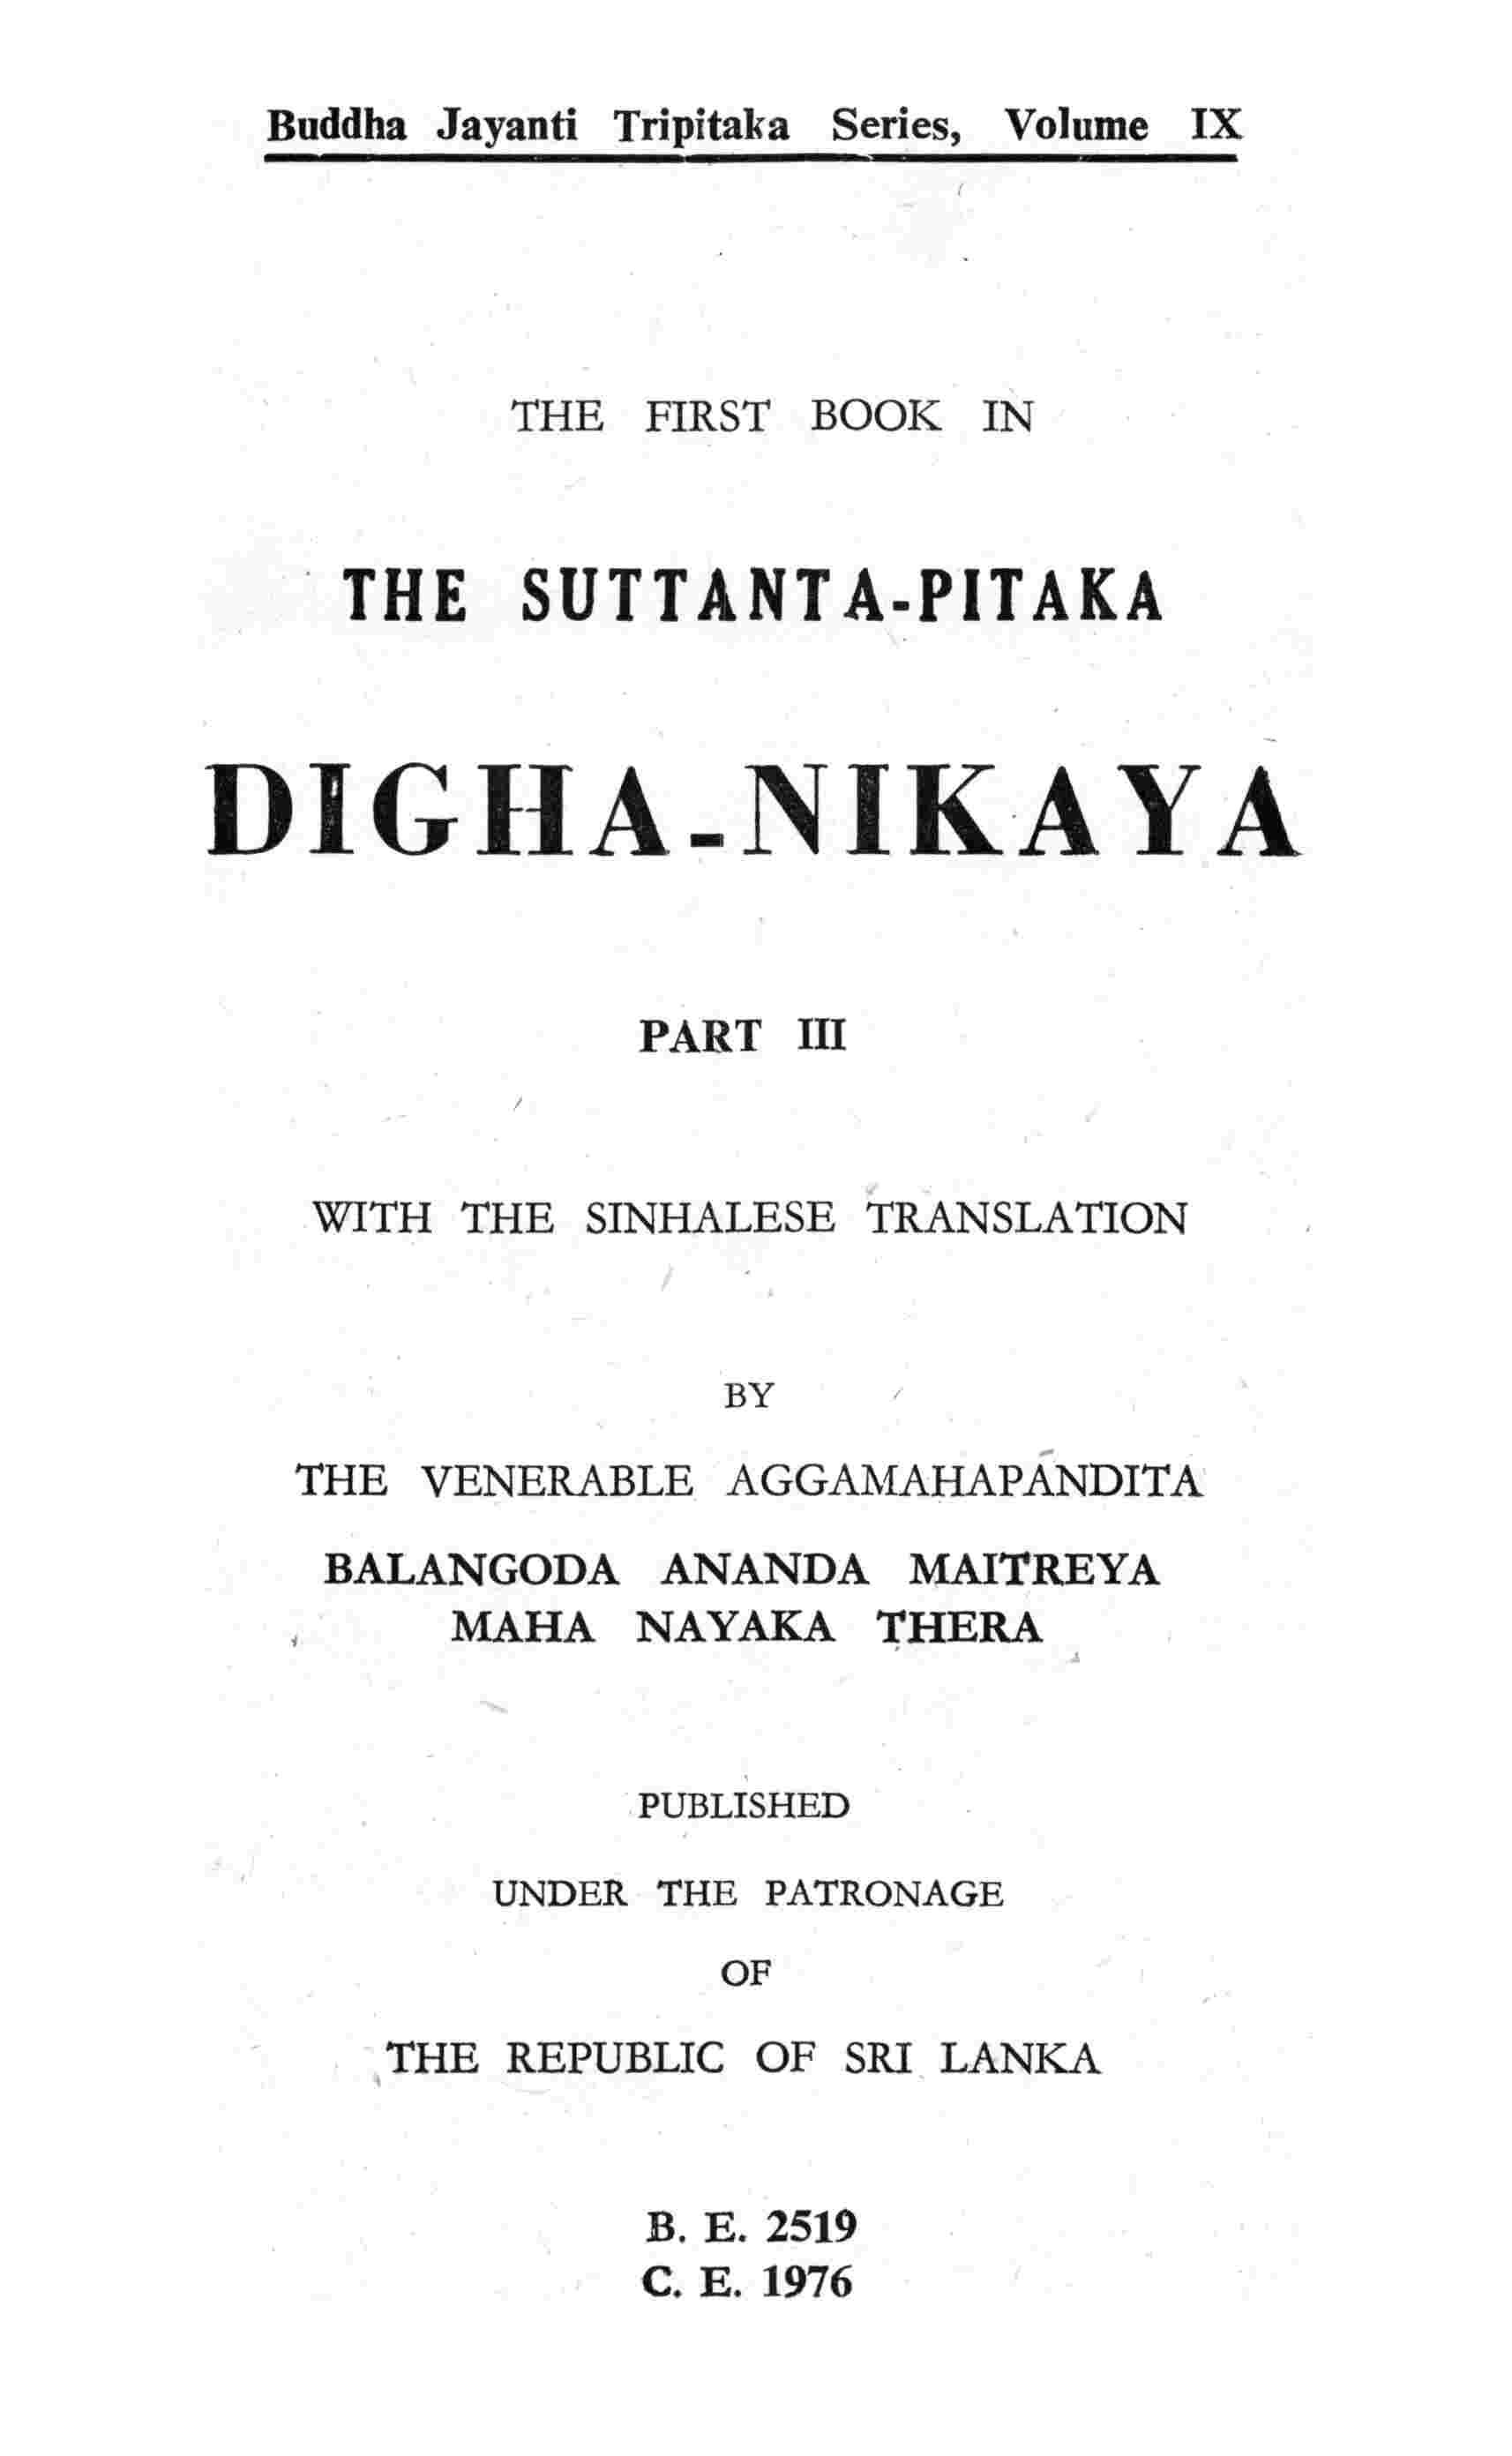 Buddha Jayanti Tripitaka Series, Volume IX
THE FIRST BOOK IN
THE SUTTANTA-PITAKA
DIGHA-NIKAYA
PART III
WITH THE SINHALESE TRANSLATION
BY
THE VENERABLE AGGAMAHAPANDITA
BALANGODA ANANDA MAITREYA
MAHA NAYAKA THERA
PUBLISHED
UNDER THE PATRONAGE
OF
THE REPUBLIC OF SRI LANKA
B. E. 2519
C. E. 1976